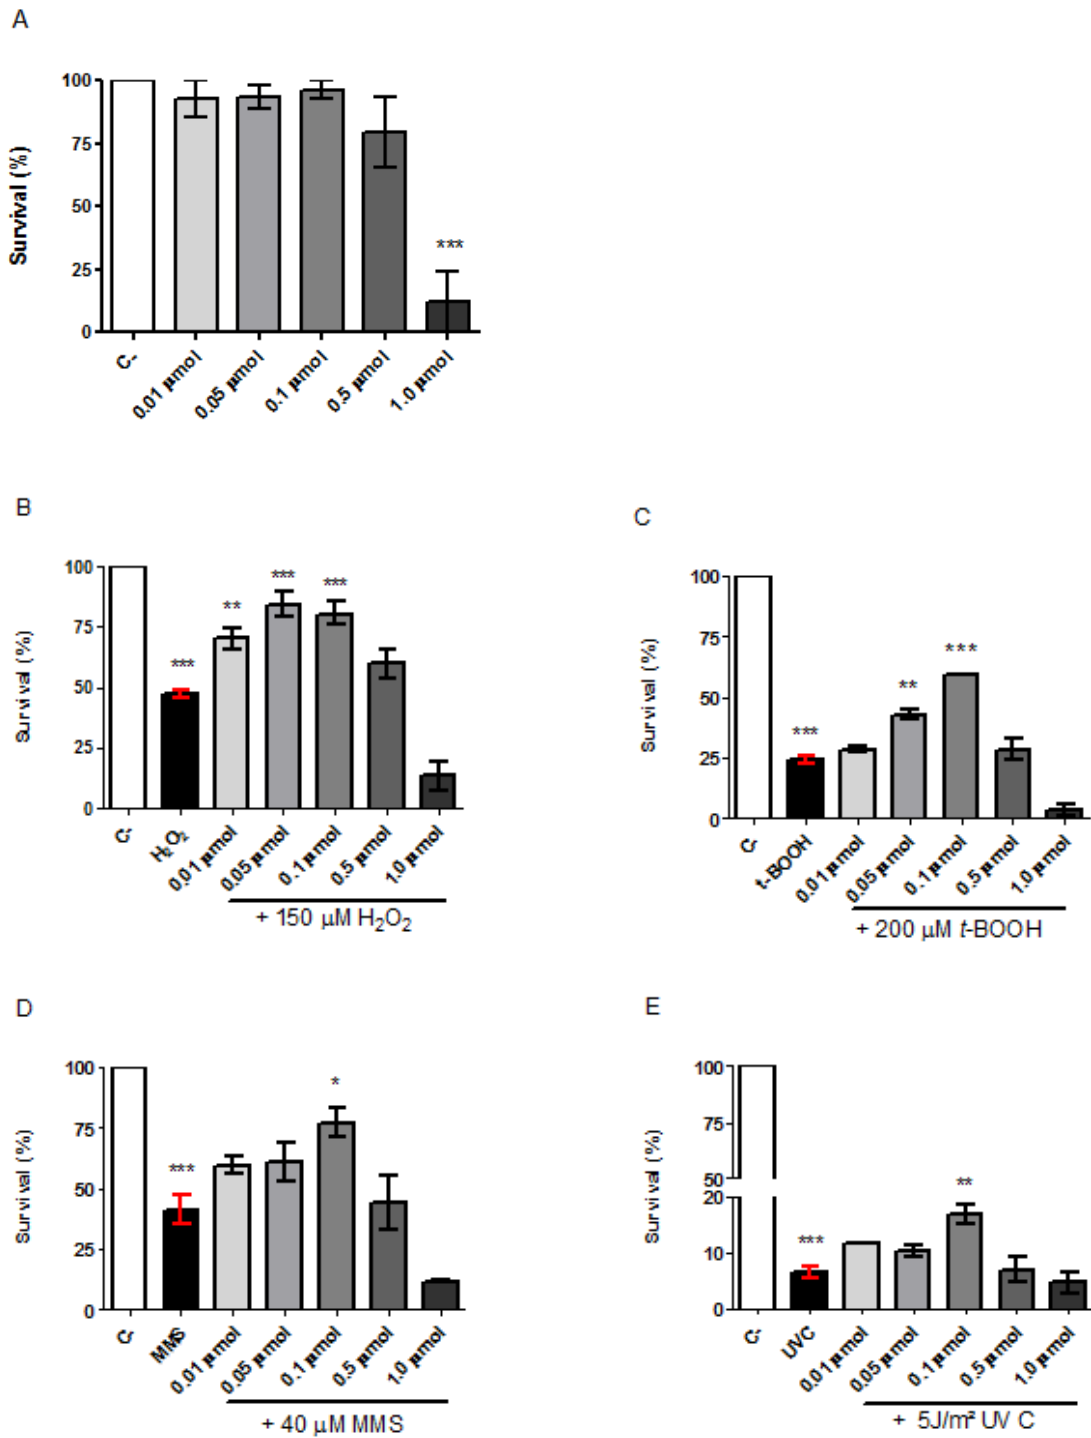 A
Survival (%)
100
75
50
25
0
***
C-
0.01 µmol
0.05 µmol
0.1 µmol
0.5 µmol
1.0 µmol
B
Survival (%)
100
75
50
25
0
***
**
***
***
C-
H₂O₂
0.01 µmol
0.05 µmol
0.1 µmol
0.5 µmol
1.0 µmol
+ 150 µM H₂O₂
C
Survival (%)
100
75
50
25
0
***
**
***
C-
t-BOOH
0.01 µmol
0.05 µmol
0.1 µmol
0.5 µmol
1.0 µmol
+ 200 µM t-BOOH
D
Survival (%)
100
75
50
25
0
***
*
C-
MMS
0.01 µmol
0.05 µmol
0.1 µmol
0.5 µmol
1.0 µmol
+ 40 µM MMS
E
Survival (%)
100
75
50
20
10
0
***
**
C-
UVC
0.01 µmol
0.05 µmol
0.1 µmol
0.5 µmol
1.0 µmol
+ 5J/m² UV C